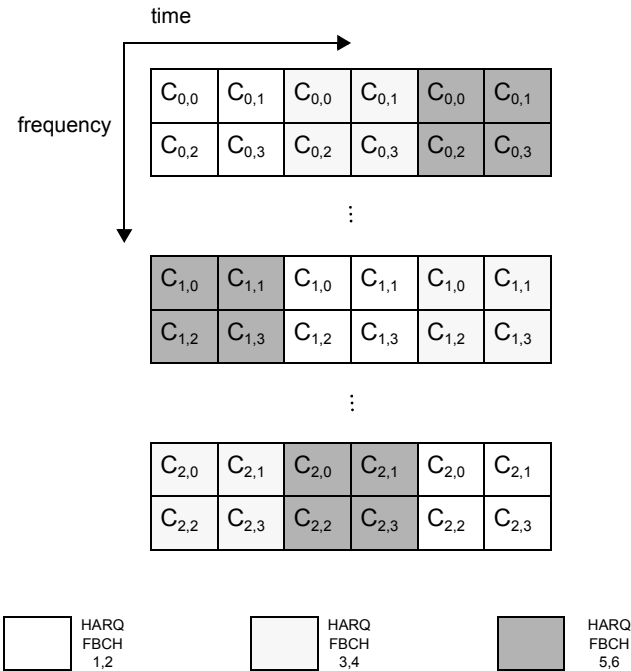 time
frequency
C0,0 C0,1 C0,0 C0,1 C0,0 C0,1
C0,2 C0,3 C0,2 C0,3 C0,2 C0,3
⋮
C1,0 C1,1 C1,0 C1,1 C1,0 C1,1
C1,2 C1,3 C1,2 C1,3 C1,2 C1,3
⋮
C2,0 C2,1 C2,0 C2,1 C2,0 C2,1
C2,2 C2,3 C2,2 C2,3 C2,2 C2,3
HARQ
FBCH
1,2
HARQ
FBCH
3,4
HARQ
FBCH
5,6